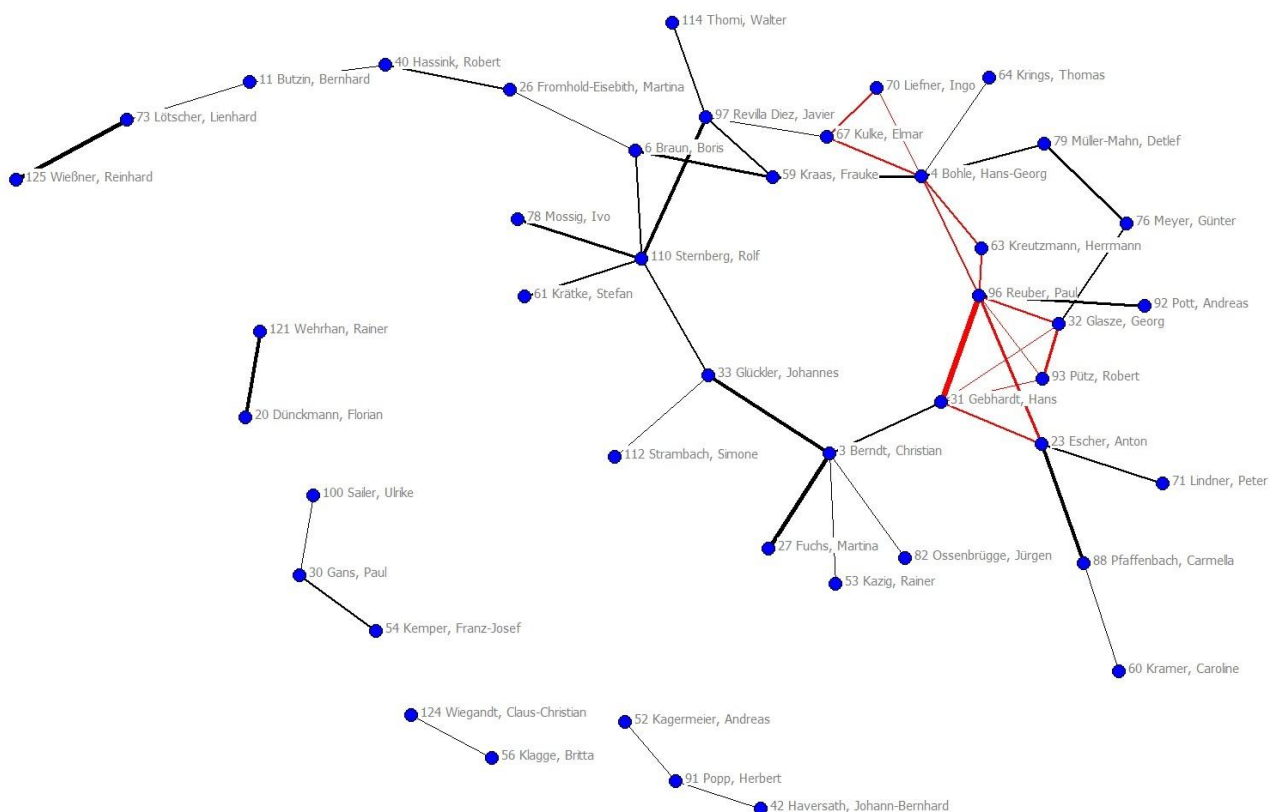 114 Thomi, Walter
40 Hassink, Robert
11 Butzin, Bernhard
64 Krings, Thomas
70 Liefner, Ingo
26 Fromhold-Eisebith, Martina
73 Lötscher, Lienhard
97 Revilla Diez, Javier
67 Kulke, Elmar
79 Müller-Mahn, Detlef
6 Braun, Boris
125 Wießner, Reinhard
59 Kraas, Frauke
4 Bohle, Hans-Georg
78 Mossig, Ivo
76 Meyer, Günter
63 Kreutzmann, Herrmann
110 Sternberg, Rolf
61 Krätke, Stefan
96 Reuber, Paul
92 Pott, Andreas
32 Glasze, Georg
121 Wehrhan, Rainer
33 Glückler, Johannes
93 Pütz, Robert
31 Gebhardt, Hans
20 Dünckmann, Florian
23 Escher, Anton
112 Strambach, Simone
3 Berndt, Christian
71 Lindner, Peter
100 Sailer, Ulrike
27 Fuchs, Martina
82 Ossenbrügge, Jürgen
88 Pfaffenbach, Carmella
30 Gans, Paul
53 Kazig, Rainer
54 Kemper, Franz-Josef
60 Kramer, Caroline
124 Wiegandt, Claus-Christian
52 Kagermeier, Andreas
56 Klagge, Britta
91 Popp, Herbert
42 Haversath, Johann-Bernhard